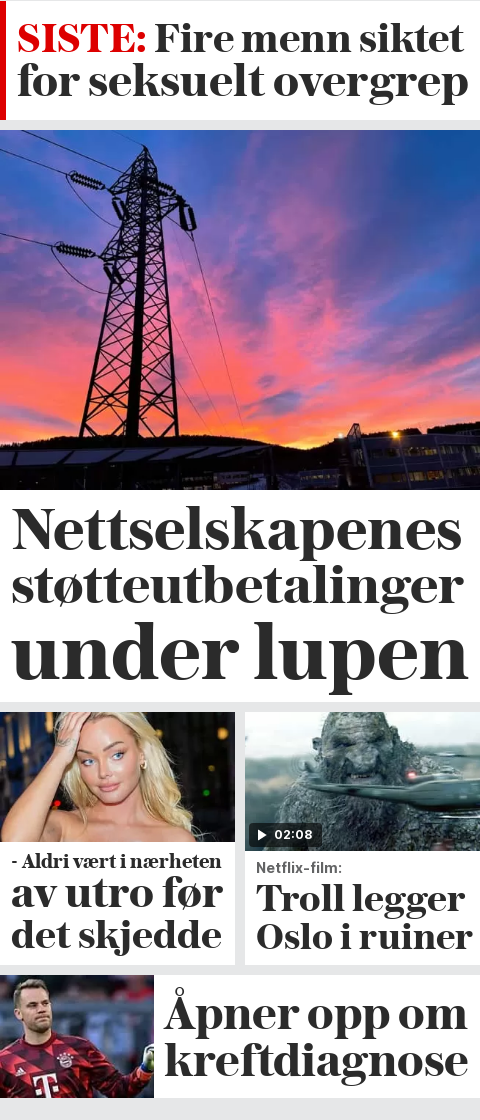 SISTE: Fire menn siktet
for seksuelt overgrep
Nettselskapenes
støtteutbetalinger
under lupen
- Aldri vært i nærheten
av utro før
det skjedde
02:08
Netflix-film:
Troll legger
Oslo i ruiner
T
Åpner opp om
kreftdiagnose